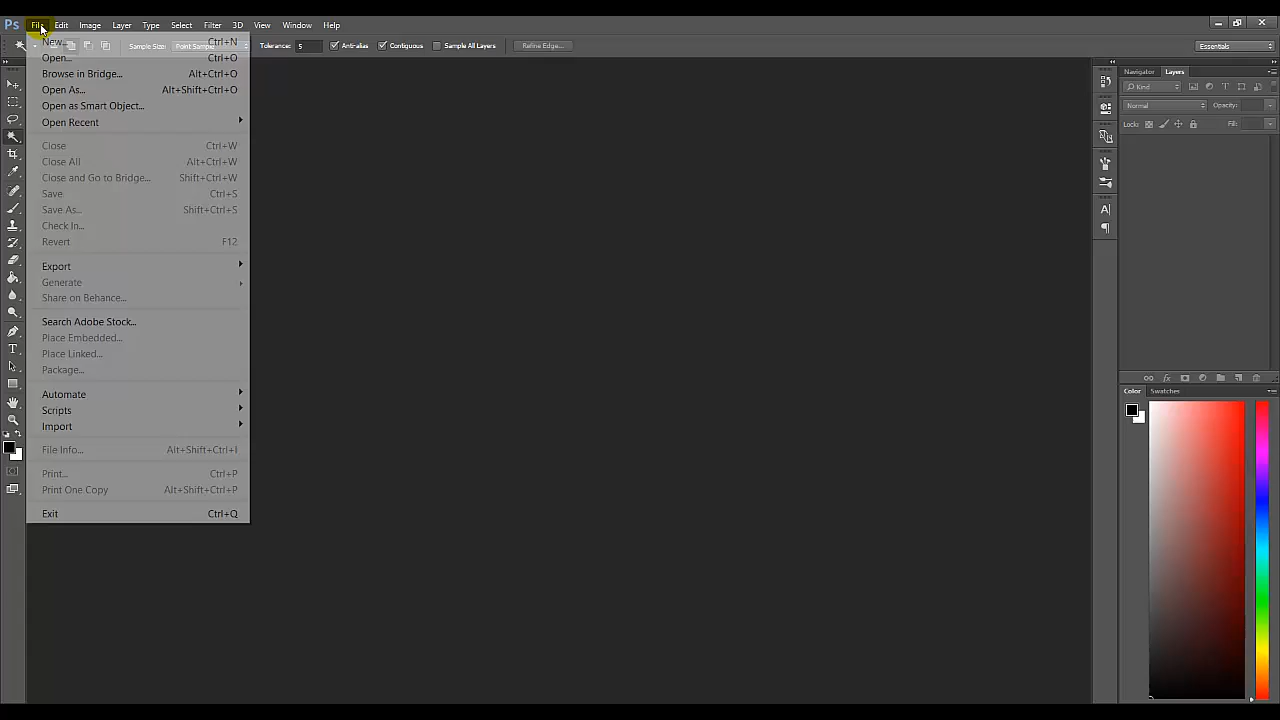 Ps File Edit Image Layer Type Select Filter 3D View Window Help
Sample Size: Point Sample Tolerance: 5 Anti-alias Contiguous Sample All Layers Refine Edge... Essentials
New... Ctrl+N
Open... Ctrl+O
Browse in Bridge... Alt+Ctrl+O
Open As... Alt+Shift+Ctrl+O
Open as Smart Object...
Open Recent
Close Ctrl+W
Close All Alt+Ctrl+W
Close and Go to Bridge... Shift+Ctrl+W
Save Ctrl+S
Save As... Shift+Ctrl+S
Check In...
Revert F12
Export
Generate
Share on Behance...
Search Adobe Stock...
Place Embedded...
Place Linked...
Package...
Automate
Scripts
Import
File Info... Alt+Shift+Ctrl+I
Print... Ctrl+P
Print One Copy Alt+Shift+Ctrl+P
Exit Ctrl+Q
Navigator Layers
Kind
Normal Opacity:
Lock: Fill:
Color Swatches